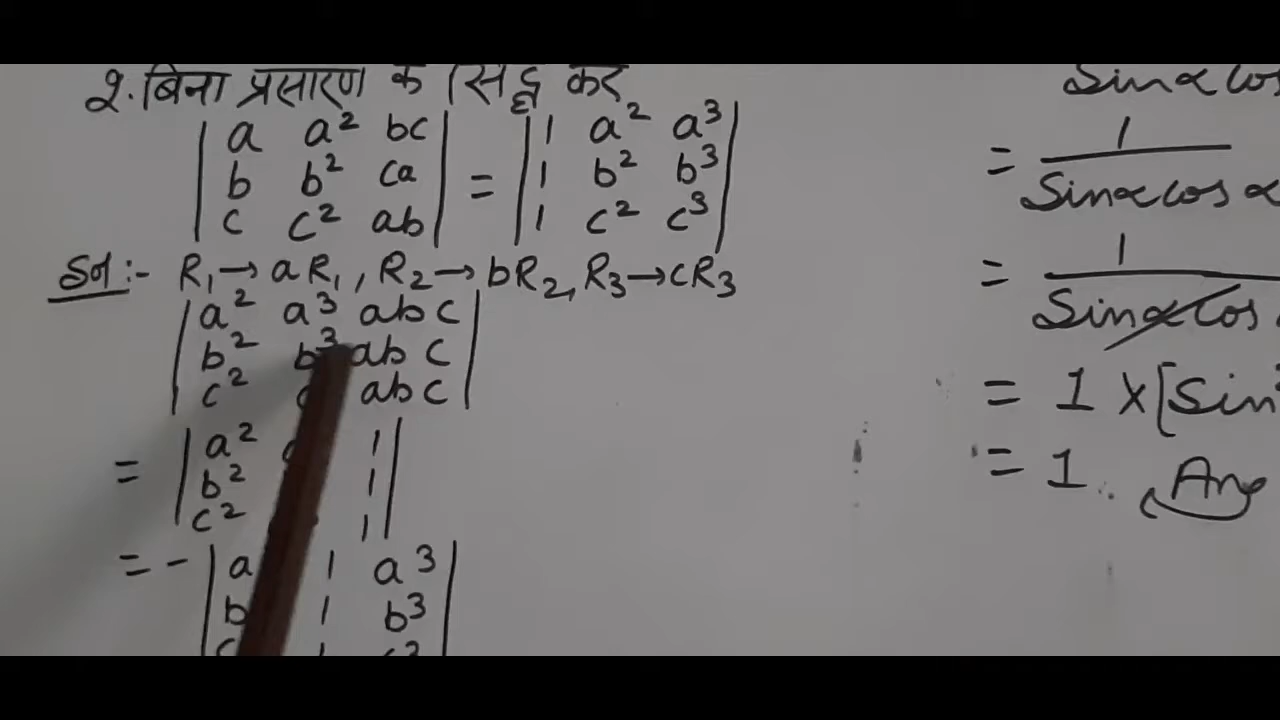 2. बिना प्रसारण के सिद्ध करें
| a a² bc | = | 1 a² a³ |
| b b² ca | | 1 b² b³ |
| c c² ab | | 1 c² c³ |
हल :- R₁ → aR₁, R₂ → bR₂, R₃ → cR₃
| a² a³ abc |
| b² b³ abc |
| c² abc |
= | a² 1 |
| b² 1 |
| c² 1 |
= - | a 1 a³ |
| b 1 b³ |
Sinα cos
= 1
Sinα cos α
= 1
Sinα cos
= 1 × [Sin
= 1 Ans